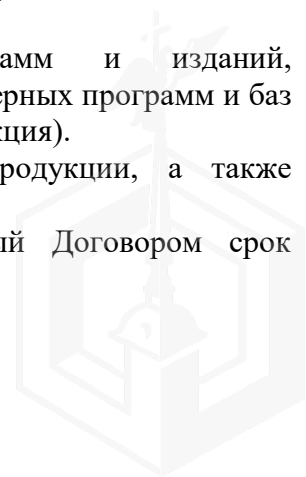 амм и изданий,
ерных программ и баз
кция).
родукции, а также
ый Договором срок